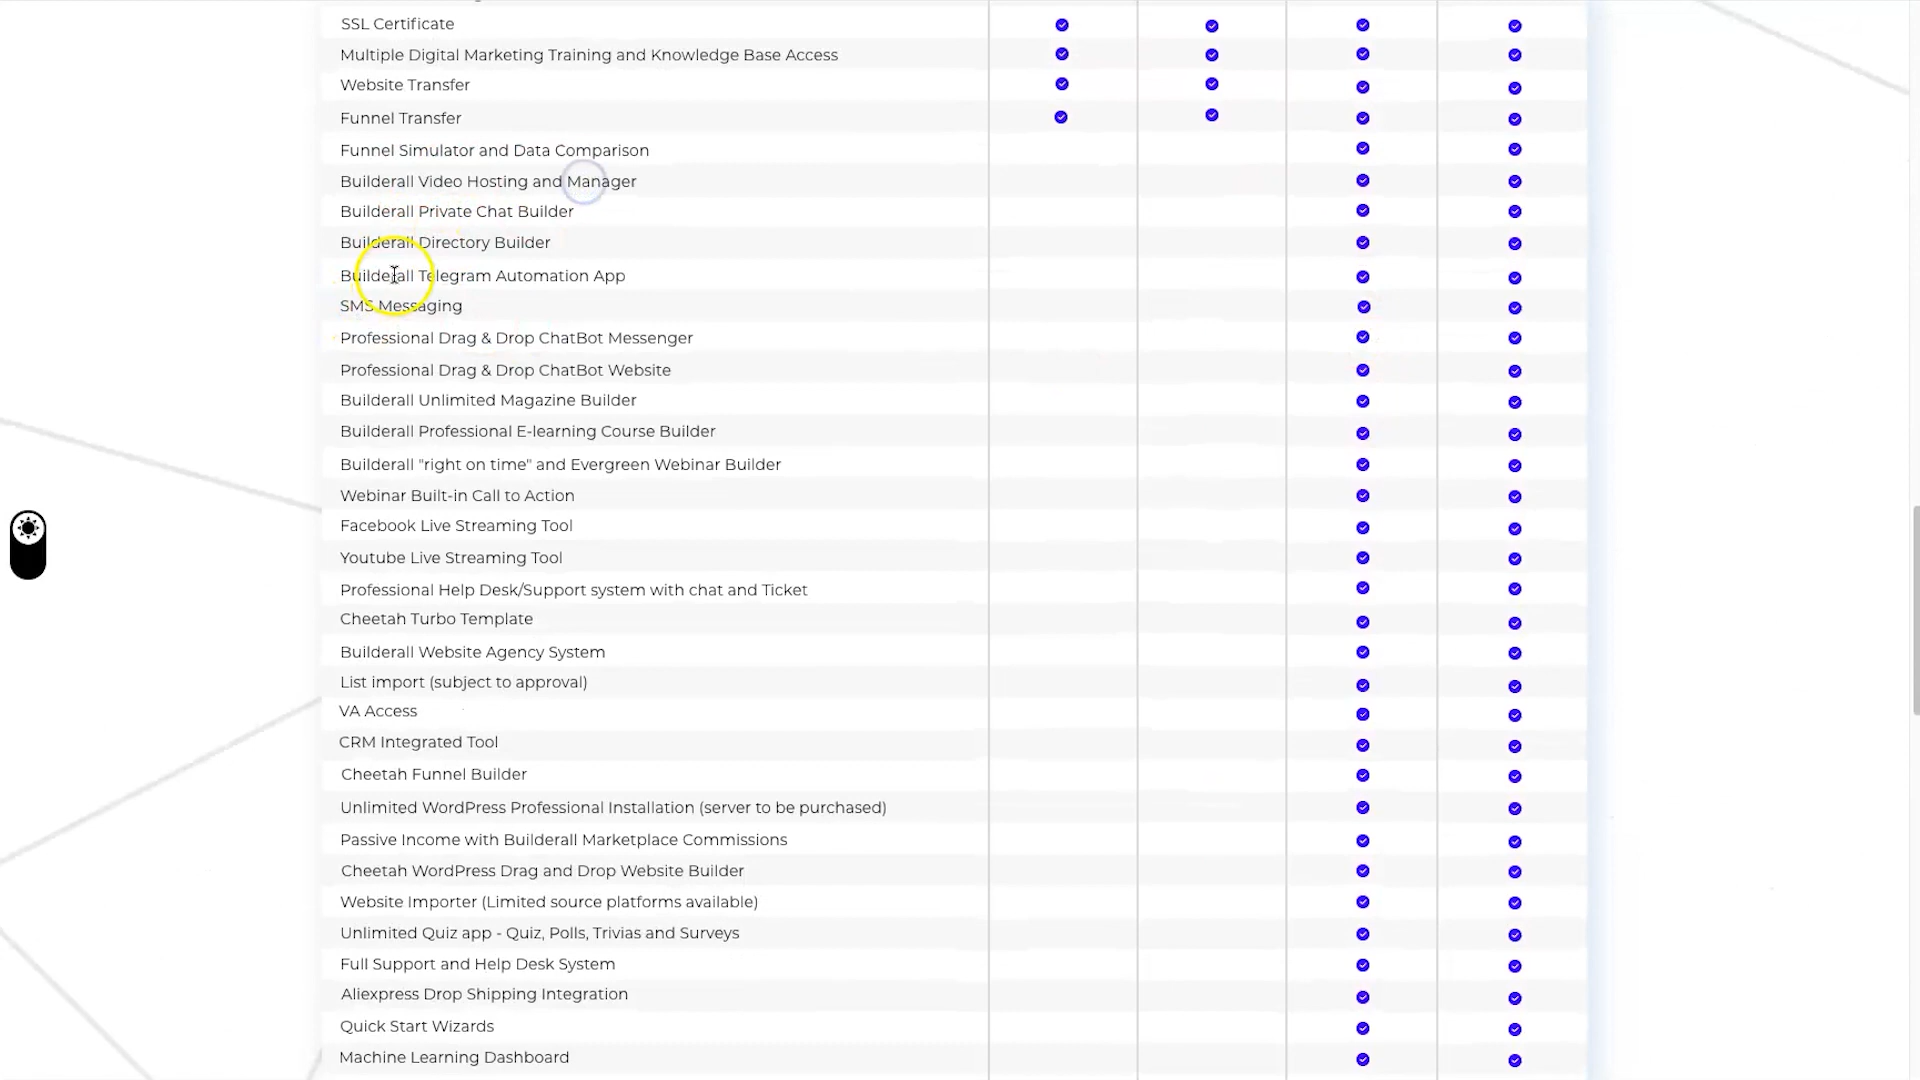 SSL Certificate
Multiple Digital Marketing Training and Knowledge Base Access
Website Transfer
Funnel Transfer
Funnel Simulator and Data Comparison
Builderall Video Hosting and Manager
Builderall Private Chat Builder
Builderall Directory Builder
Builderall Telegram Automation App
SMS Messaging
Professional Drag & Drop ChatBot Messenger
Professional Drag & Drop ChatBot Website
Builderall Unlimited Magazine Builder
Builderall Professional E-learning Course Builder
Builderall "right on time" and Evergreen Webinar Builder
Webinar Built-in Call to Action
Facebook Live Streaming Tool
Youtube Live Streaming Tool
Professional Help Desk/Support system with chat and Ticket
Cheetah Turbo Template
Builderall Website Agency System
List import (subject to approval)
VA Access
CRM Integrated Tool
Cheetah Funnel Builder
Unlimited WordPress Professional Installation (server to be purchased)
Passive Income with Builderall Marketplace Commissions
Cheetah WordPress Drag and Drop Website Builder
Website Importer (Limited source platforms available)
Unlimited Quiz app - Quiz, Polls, Trivias and Surveys
Full Support and Help Desk System
Aliexpress Drop Shipping Integration
Quick Start Wizards
Machine Learning Dashboard